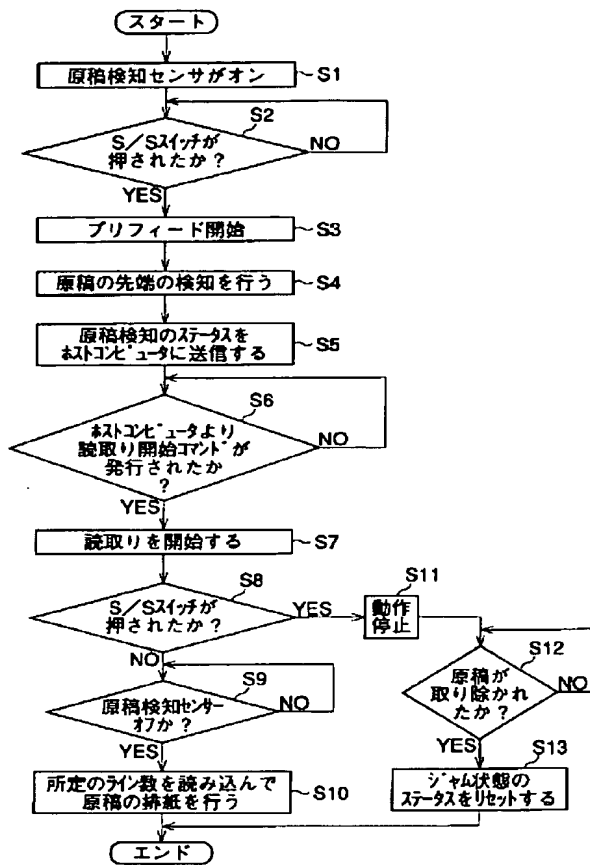 スタート
原稿検知センサがオン
S1
S2
S／Sスイッチが
押されたか？
NO
YES
プリフィード開始
S3
原稿の先端の検知を行う
S4
原稿検知のステータスを
ホストコンピュータに送信する
S5
S6
ホストコンピュータより
読取り開始コマンドが
発行されたか
？
NO
YES
読取りを開始する
S7
S8
S／Sスイッチが
押されたか？
YES
S11
動作
停止
NO
S9
原稿検知センサー
オフか？
NO
YES
S12
原稿が
取り除かれ
たか？
NO
YES
S13
所定のライン数を読み込んで
原稿の排紙を行う
S10
ジャム状態の
ステータスをリセットする
エンド